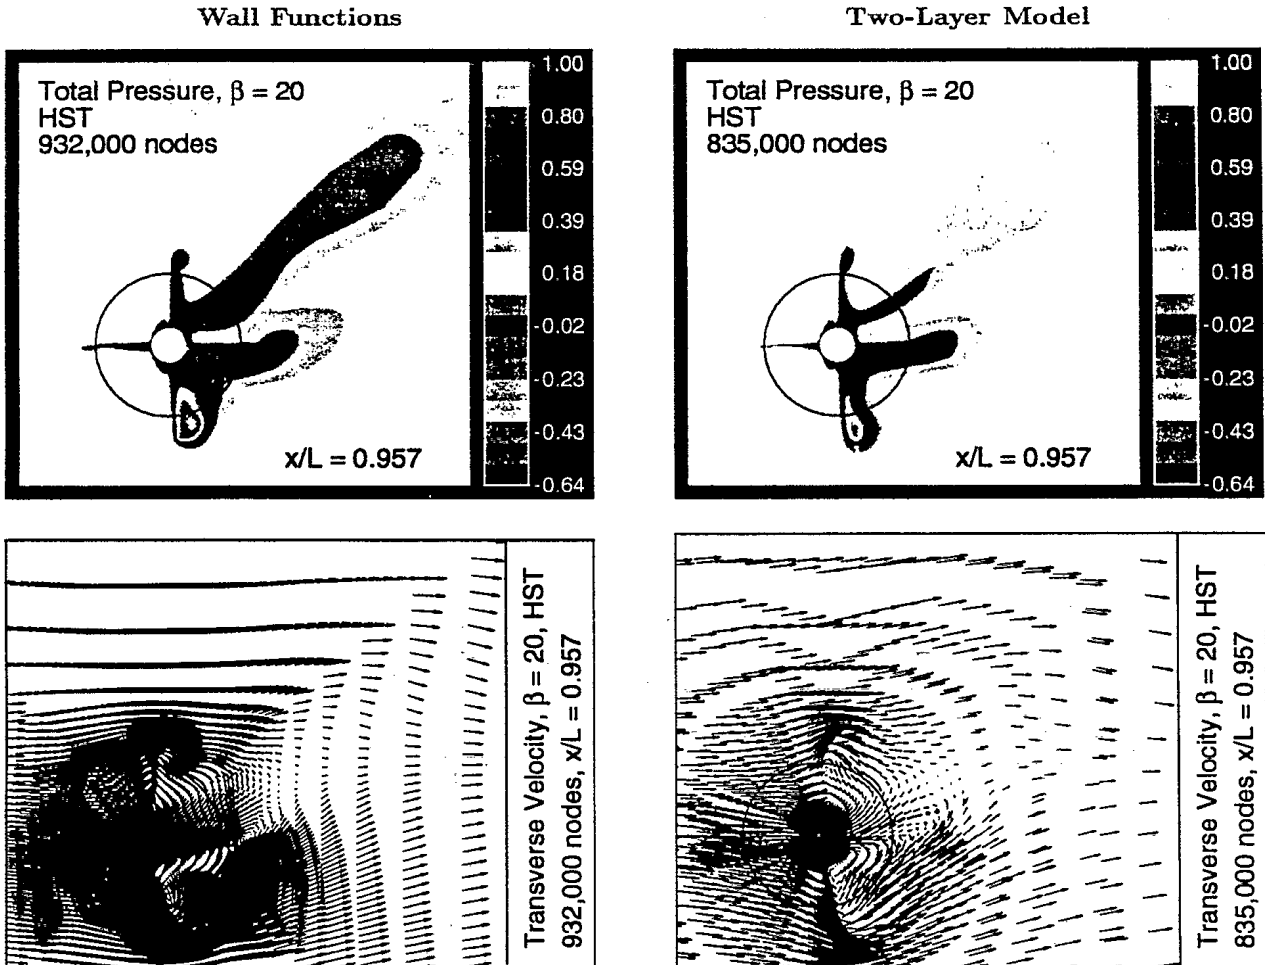 Wall Functions
Two-Layer Model
Total Pressure, β = 20
HST
932,000 nodes
x/L = 0.957
1.00
0.80
0.59
0.39
0.18
-0.02
-0.23
-0.43
-0.64
Total Pressure, β = 20
HST
835,000 nodes
x/L = 0.957
1.00
0.80
0.59
0.39
0.18
-0.02
-0.23
-0.43
-0.64
Transverse Velocity, β = 20, HST
932,000 nodes, x/L = 0.957
Transverse Velocity, β = 20, HST
835,000 nodes, x/L = 0.957